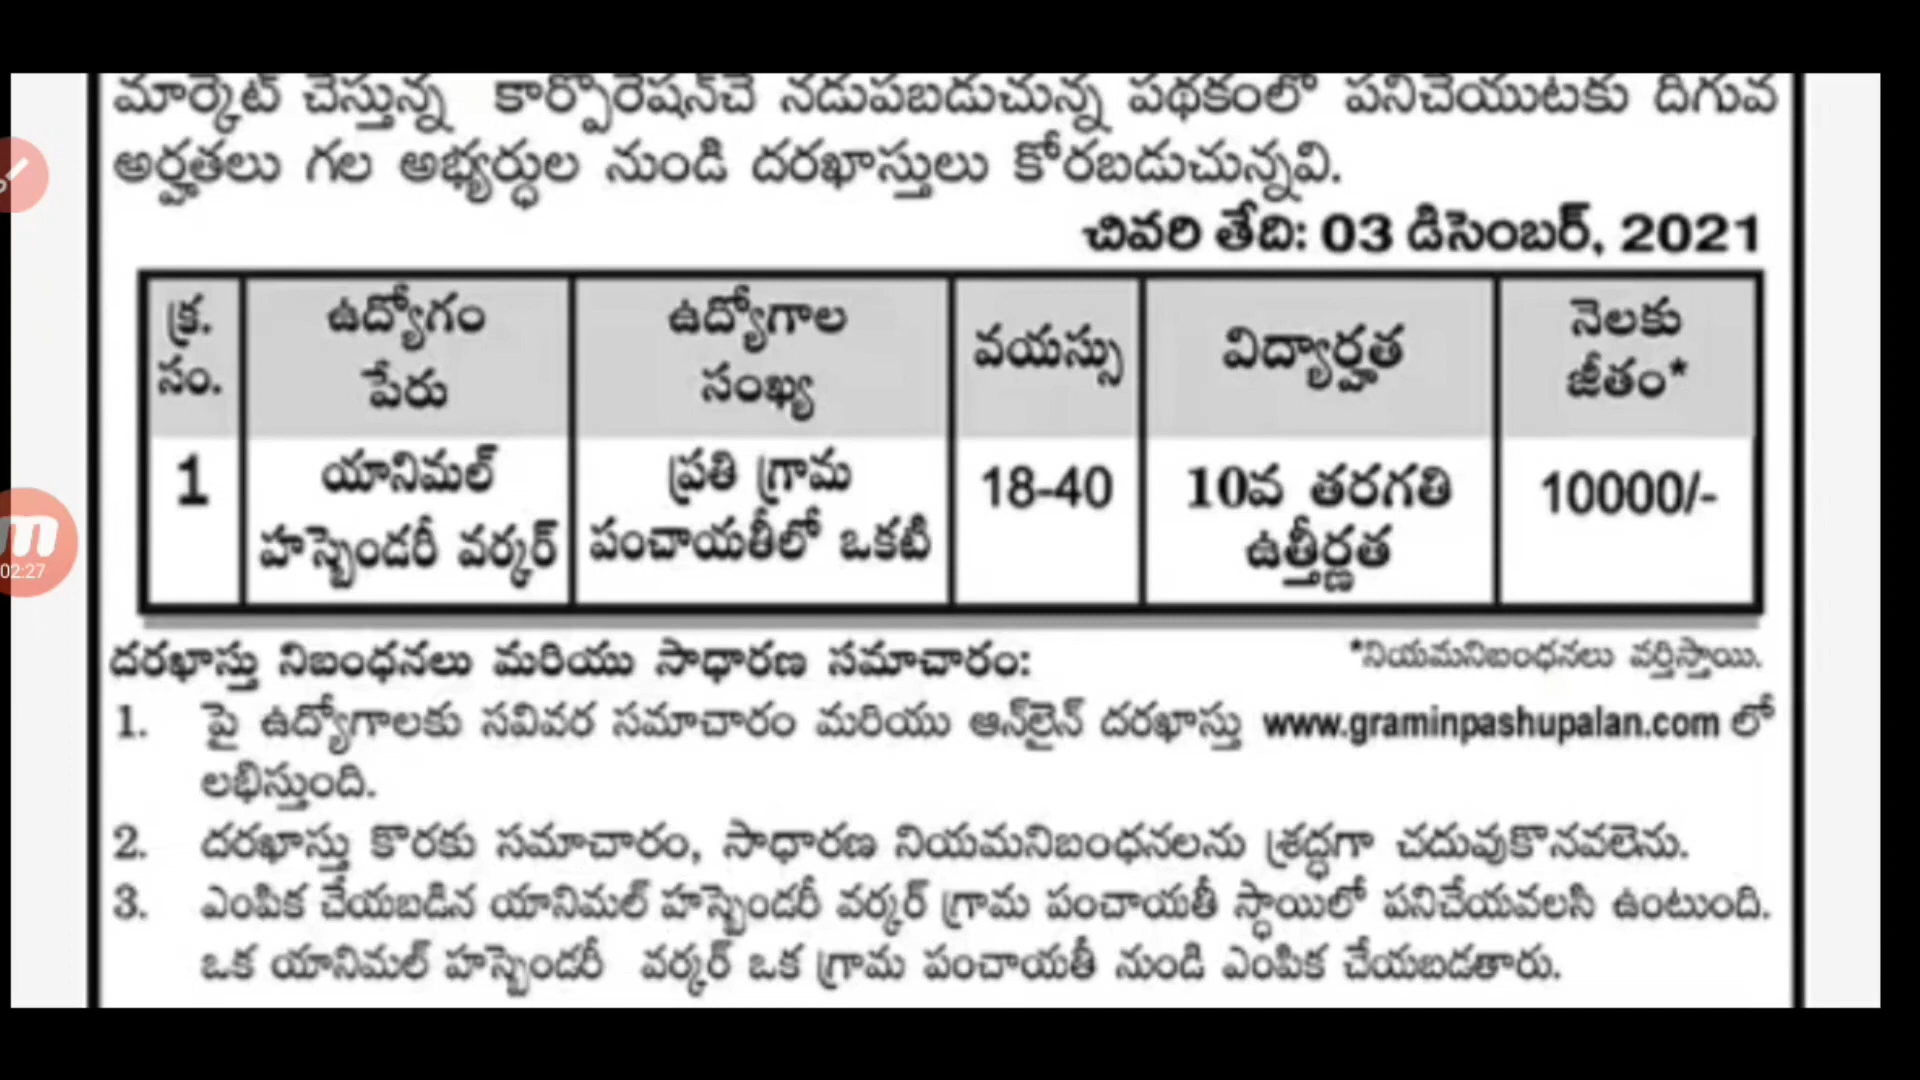 మార్కెట్ చేస్తున్న కార్పొరేషన్‌చే నడుపబడుచున్న పథకంలో పనిచేయుటకు దిగువ
అర్హతలు గల అభ్యర్ధుల నుండి దరఖాస్తులు కోరబడుచున్నవి.
చివరి తేది: 03 డిసెంబర్, 2021
క్ర. ఉద్యోగం ఉద్యోగాల వయస్సు విద్యార్హత నెలకు
సం. పేరు సంఖ్య జీతం*
1 యానిమల్ ప్రతి గ్రామ 18-40 10వ తరగతి 10000/-
హస్బెండరీ వర్కర్ పంచాయతీలో ఒకటి ఉత్తీర్ణత
దరఖాస్తు నిబంధనలు మరియు సాధారణ సమాచారం: *నియమనిబంధనలు వర్తిస్తాయి.
1. పై ఉద్యోగాలకు సవివర సమాచారం మరియు ఆన్‌లైన్ దరఖాస్తు www.graminpashupalan.com లో
లభిస్తుంది.
2. దరఖాస్తు కొరకు సమాచారం, సాధారణ నియమనిబంధనలను శ్రద్ధగా చదువుకొనవలెను.
3. ఎంపిక చేయబడిన యానిమల్ హస్బెండరీ వర్కర్ గ్రామ పంచాయతీ స్ధాయిలో పనిచేయవలసి ఉంటుంది.
ఒక యానిమల్ హస్బెండరీ వర్కర్ ఒక గ్రామ పంచాయతీ నుండి ఎంపిక చేయబడతారు.
02:27